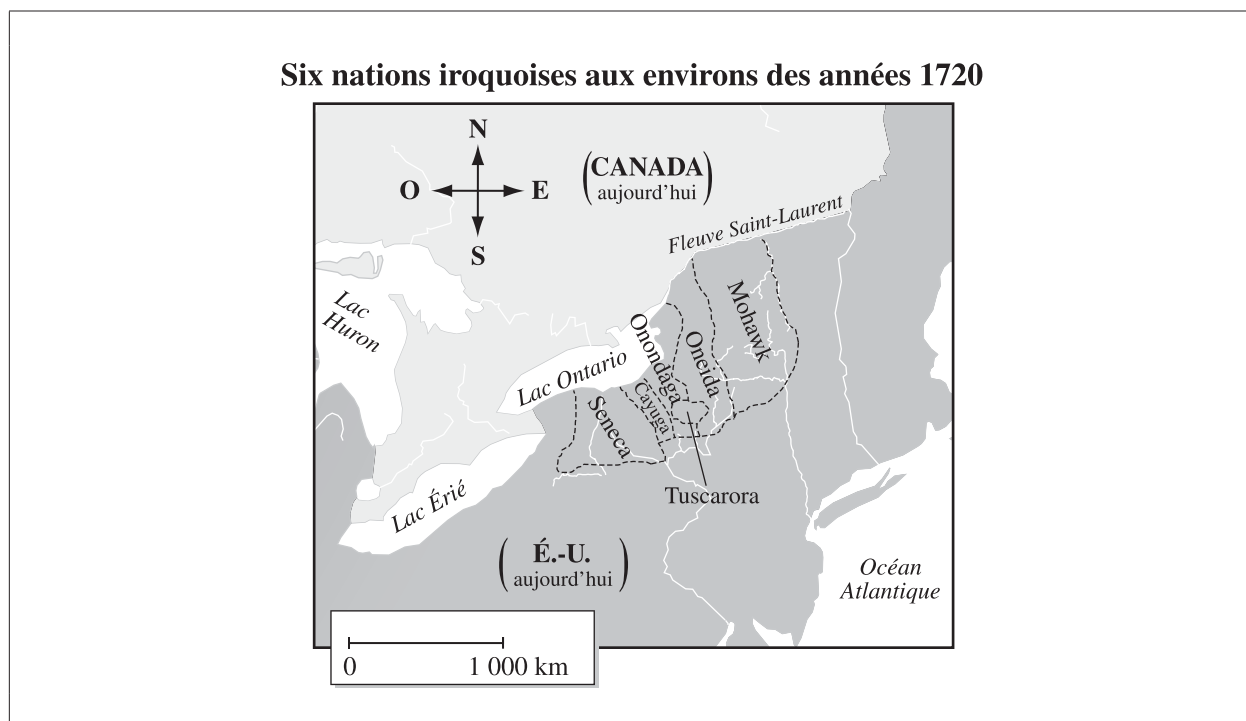 Six nations iroquoises aux environs des années 1720
N
O
E
S
(CANADA)
aujourd'hui
Fleuve Saint-Laurent
Lac
Huron
Lac Ontario
Onondaga
Oneida
Mohawk
Cayuga
Seneca
Tuscarora
Lac Érié
(É.-U.)
aujourd'hui
Océan
Atlantique
0
1 000 km